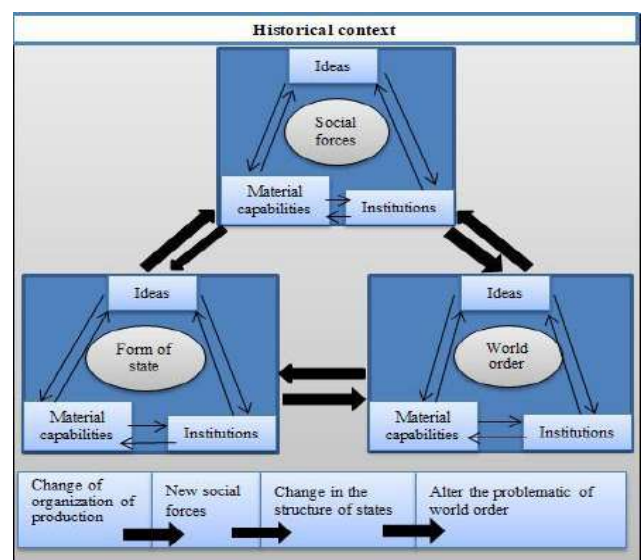 Historical context
Ideas
Social
forces
Material
capabilities
Institutions
Ideas
Form of
state
Material
capabilities
Institutions
Ideas
World
order
Material
capabilities
Institutions
Change of
organization of
production
New social
forces
Change in the
structure of states
Alter the problematic of
world order